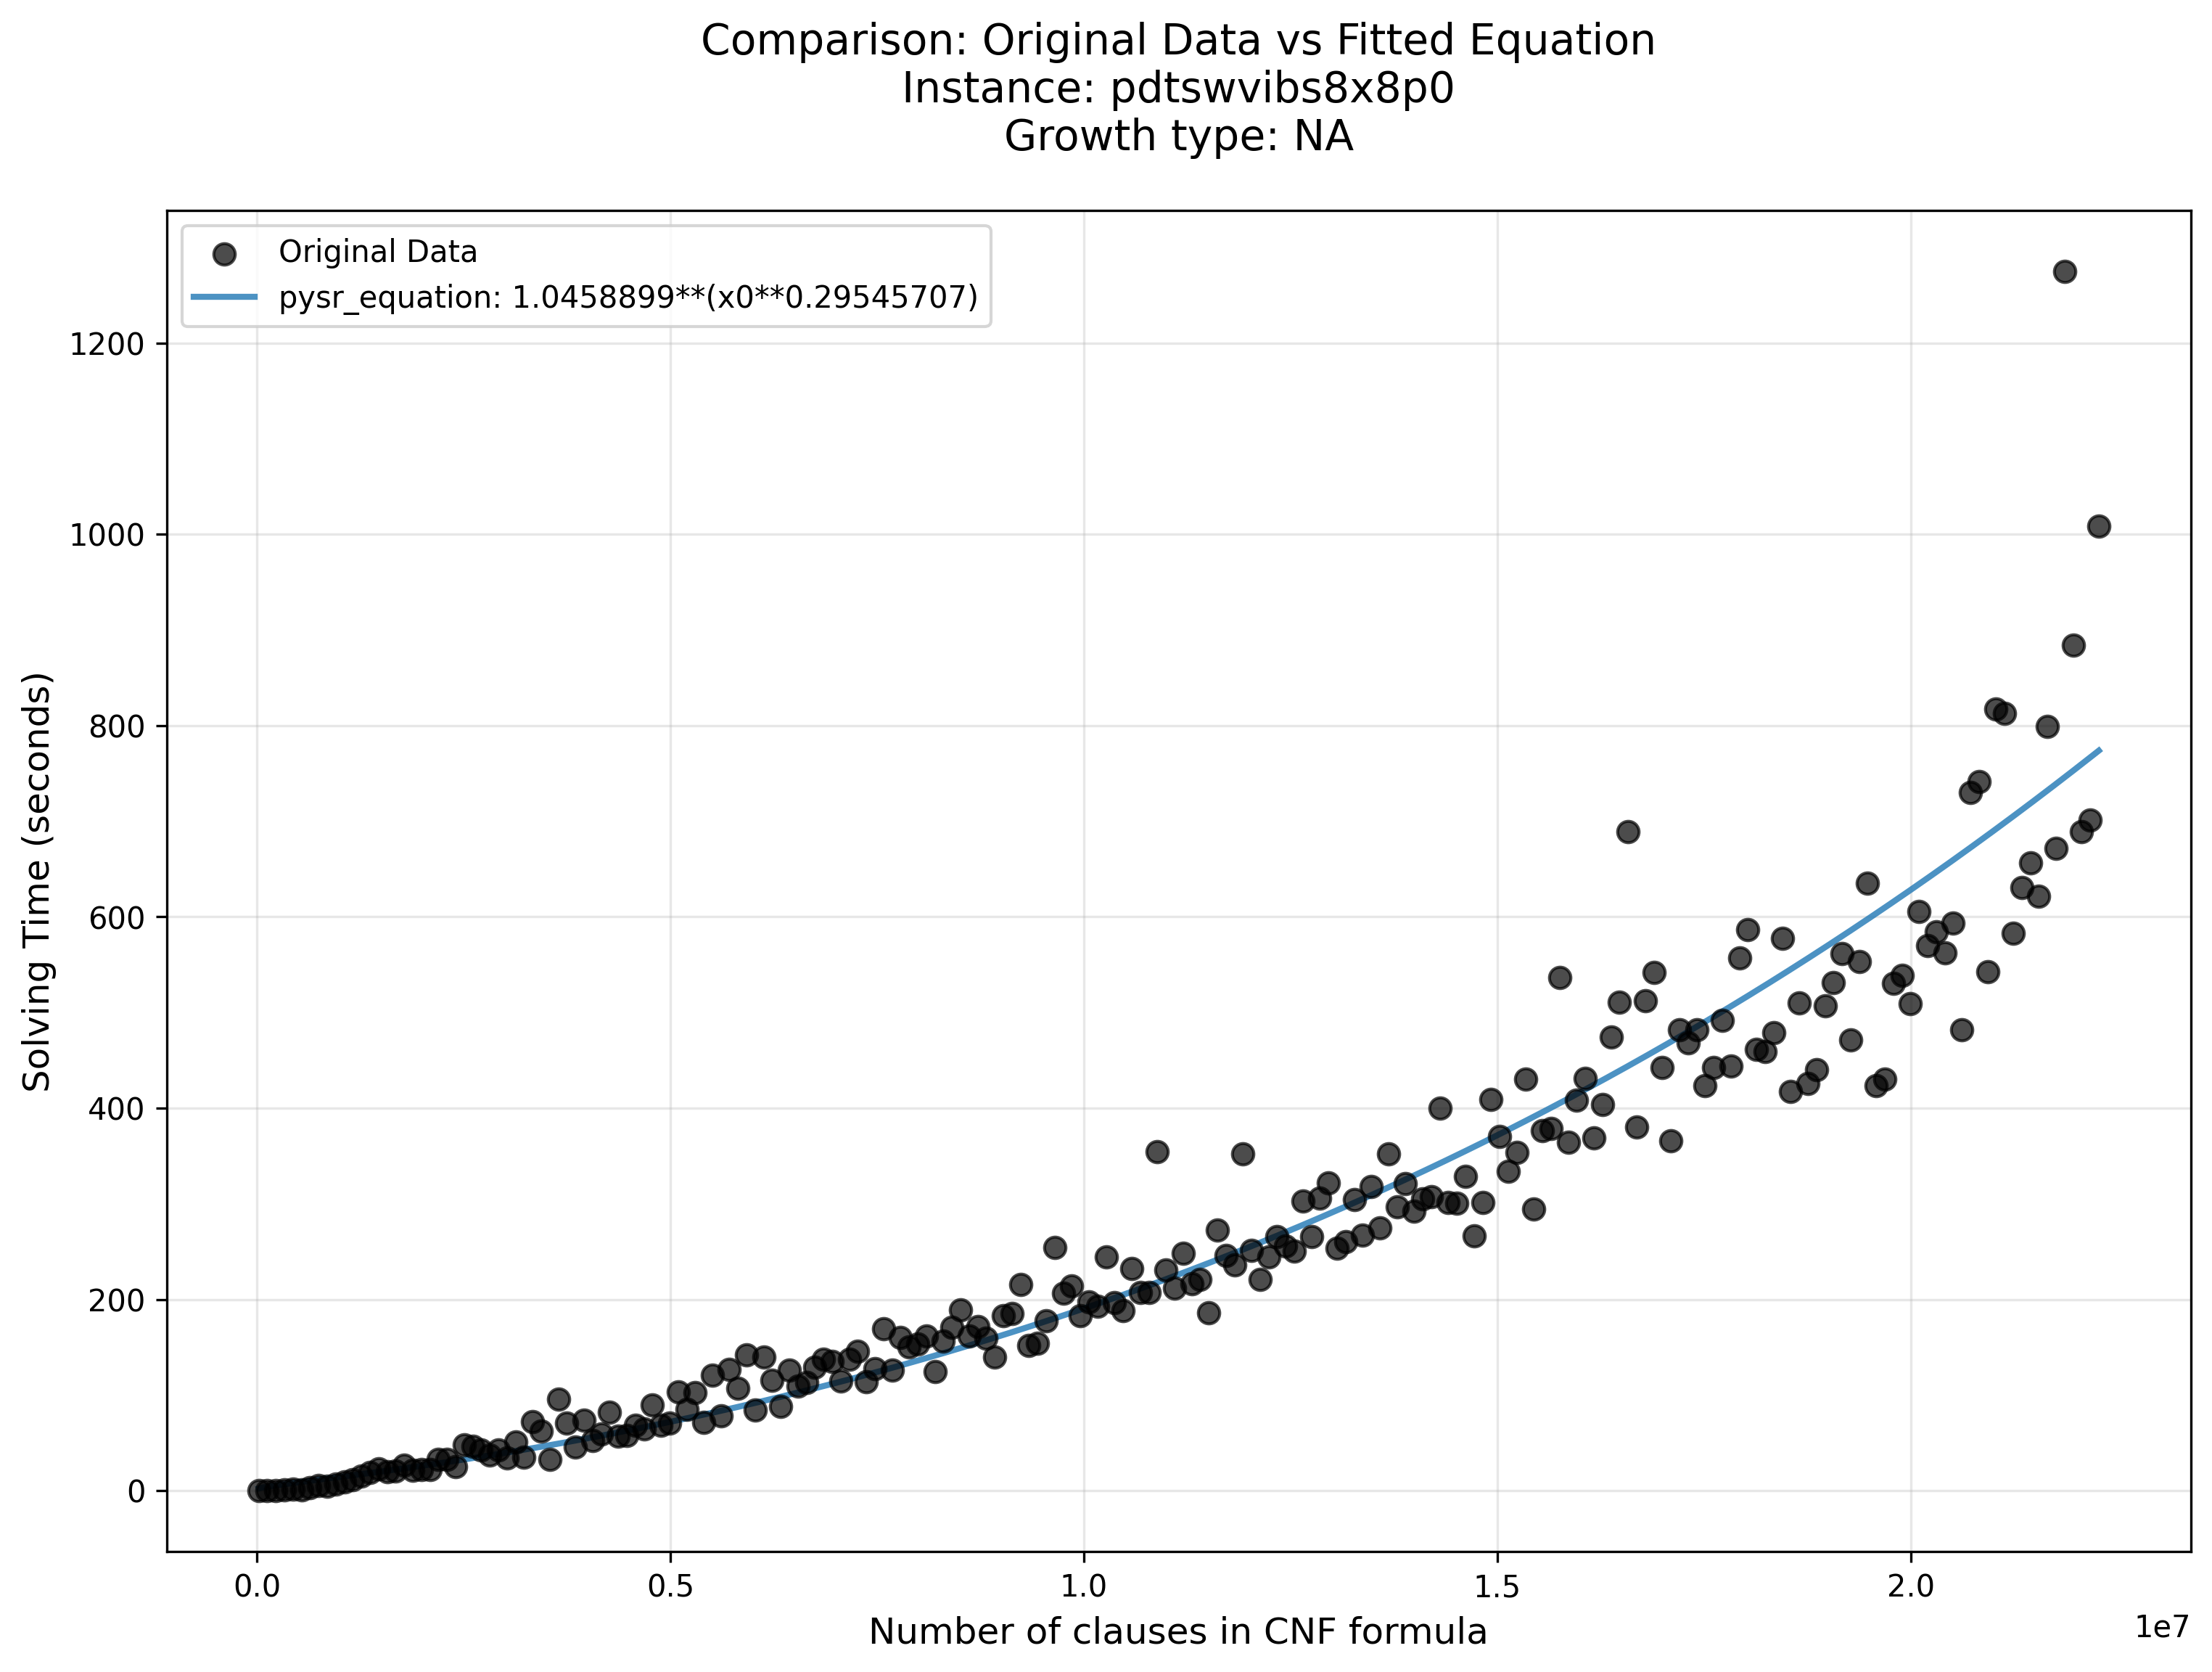 Comparison: Original Data vs Fitted Equation
Instance: pdtswvibs8x8p0
Growth type: NA
Original Data
pysr_equation: 1.0458899**(x0**0.29545707)
Solving Time (seconds)
1200
1000
800
600
400
200
0
0.0 0.5 1.0 1.5 2.0
1e7
Number of clauses in CNF formula